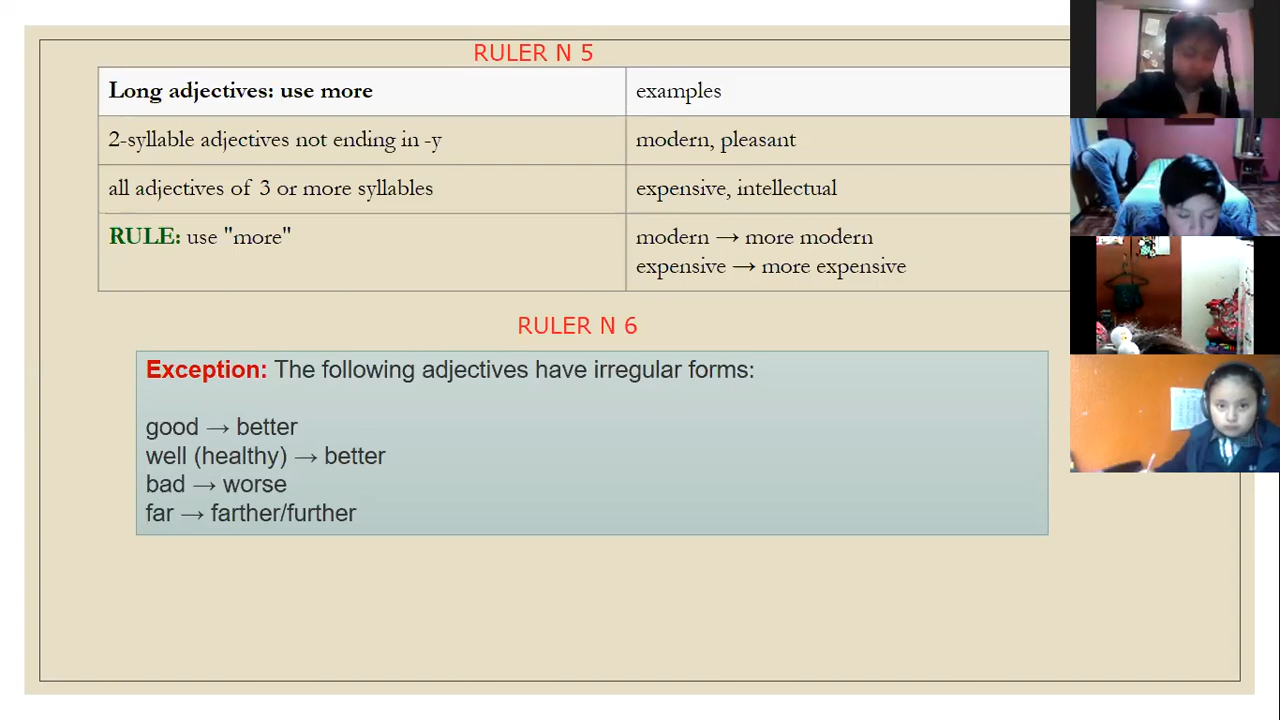 RULER N 5
Long adjectives: use more
examples
2-syllable adjectives not ending in -y
modern, pleasant
all adjectives of 3 or more syllables
expensive, intellectual
RULE: use "more"
modern → more modern
expensive → more expensive
RULER N 6
Exception: The following adjectives have irregular forms:
good → better
well (healthy) → better
bad → worse
far → farther/further